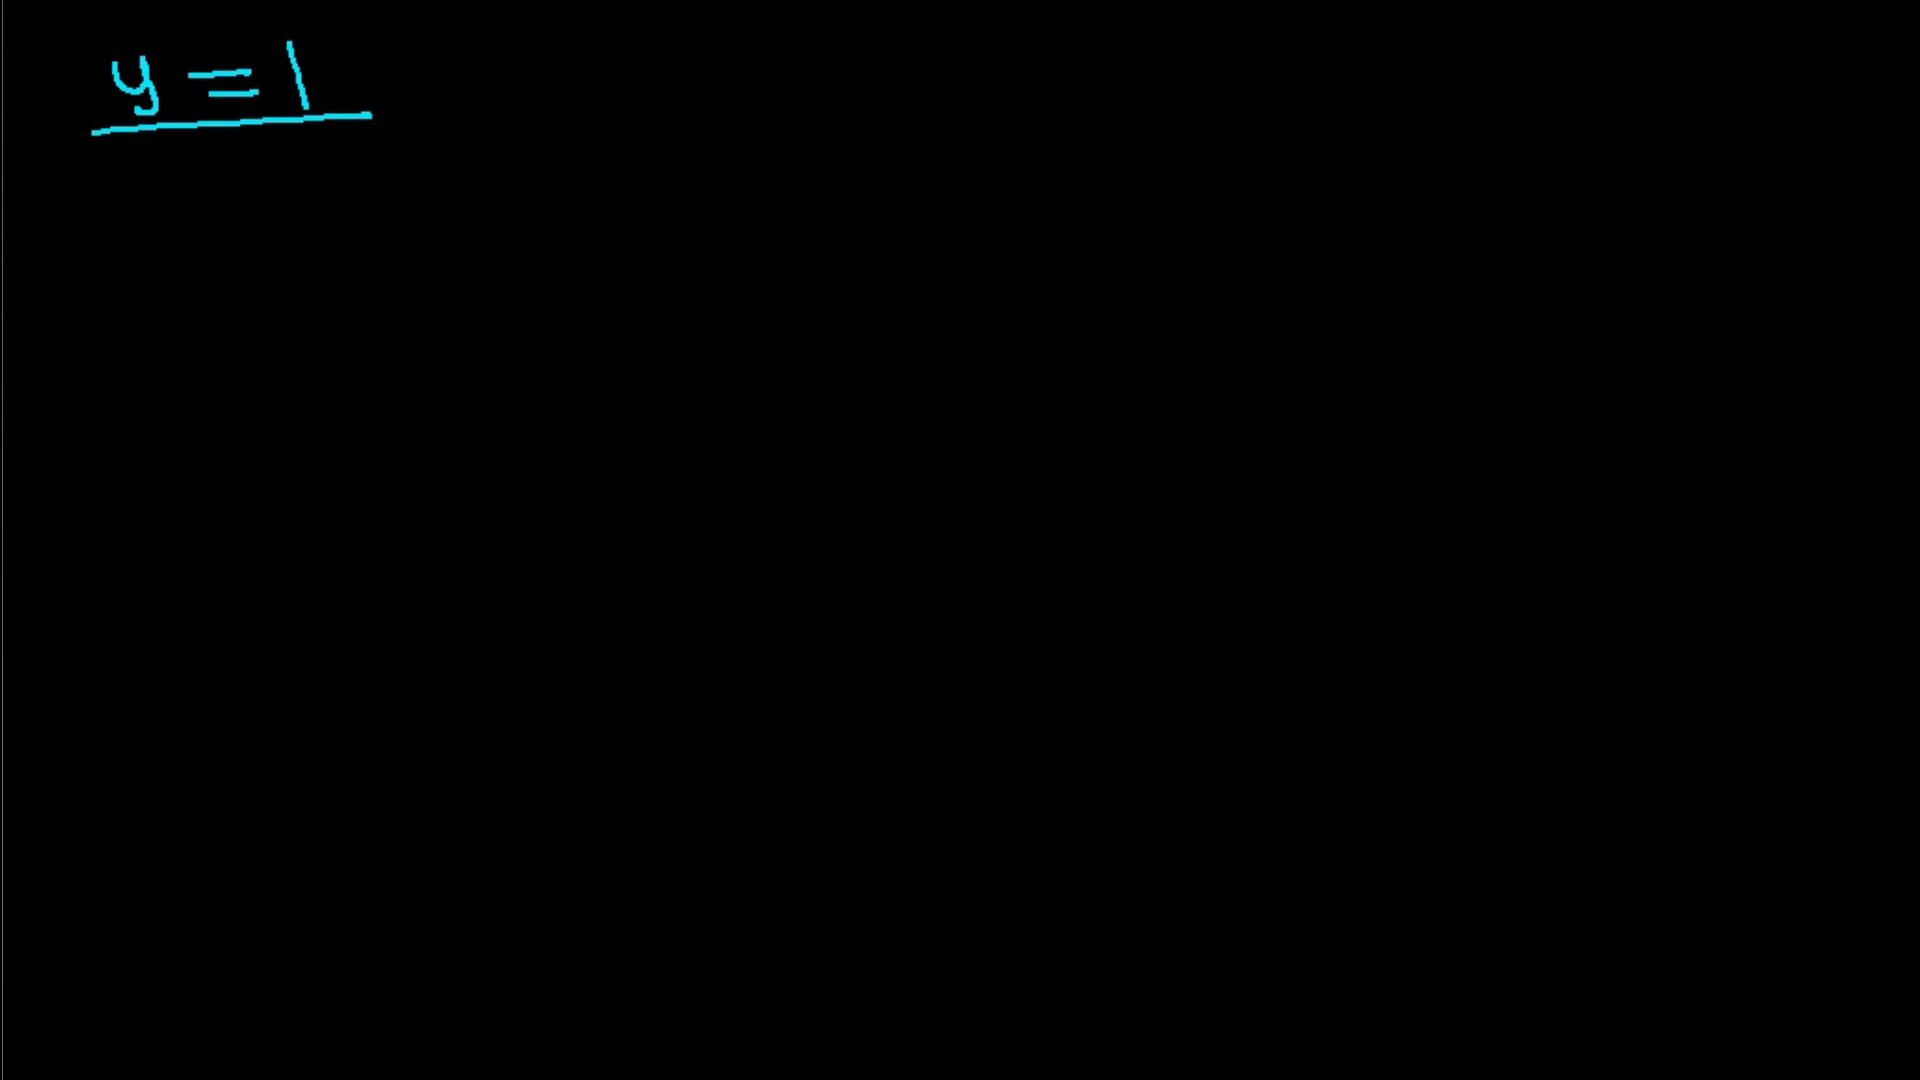 y = 1